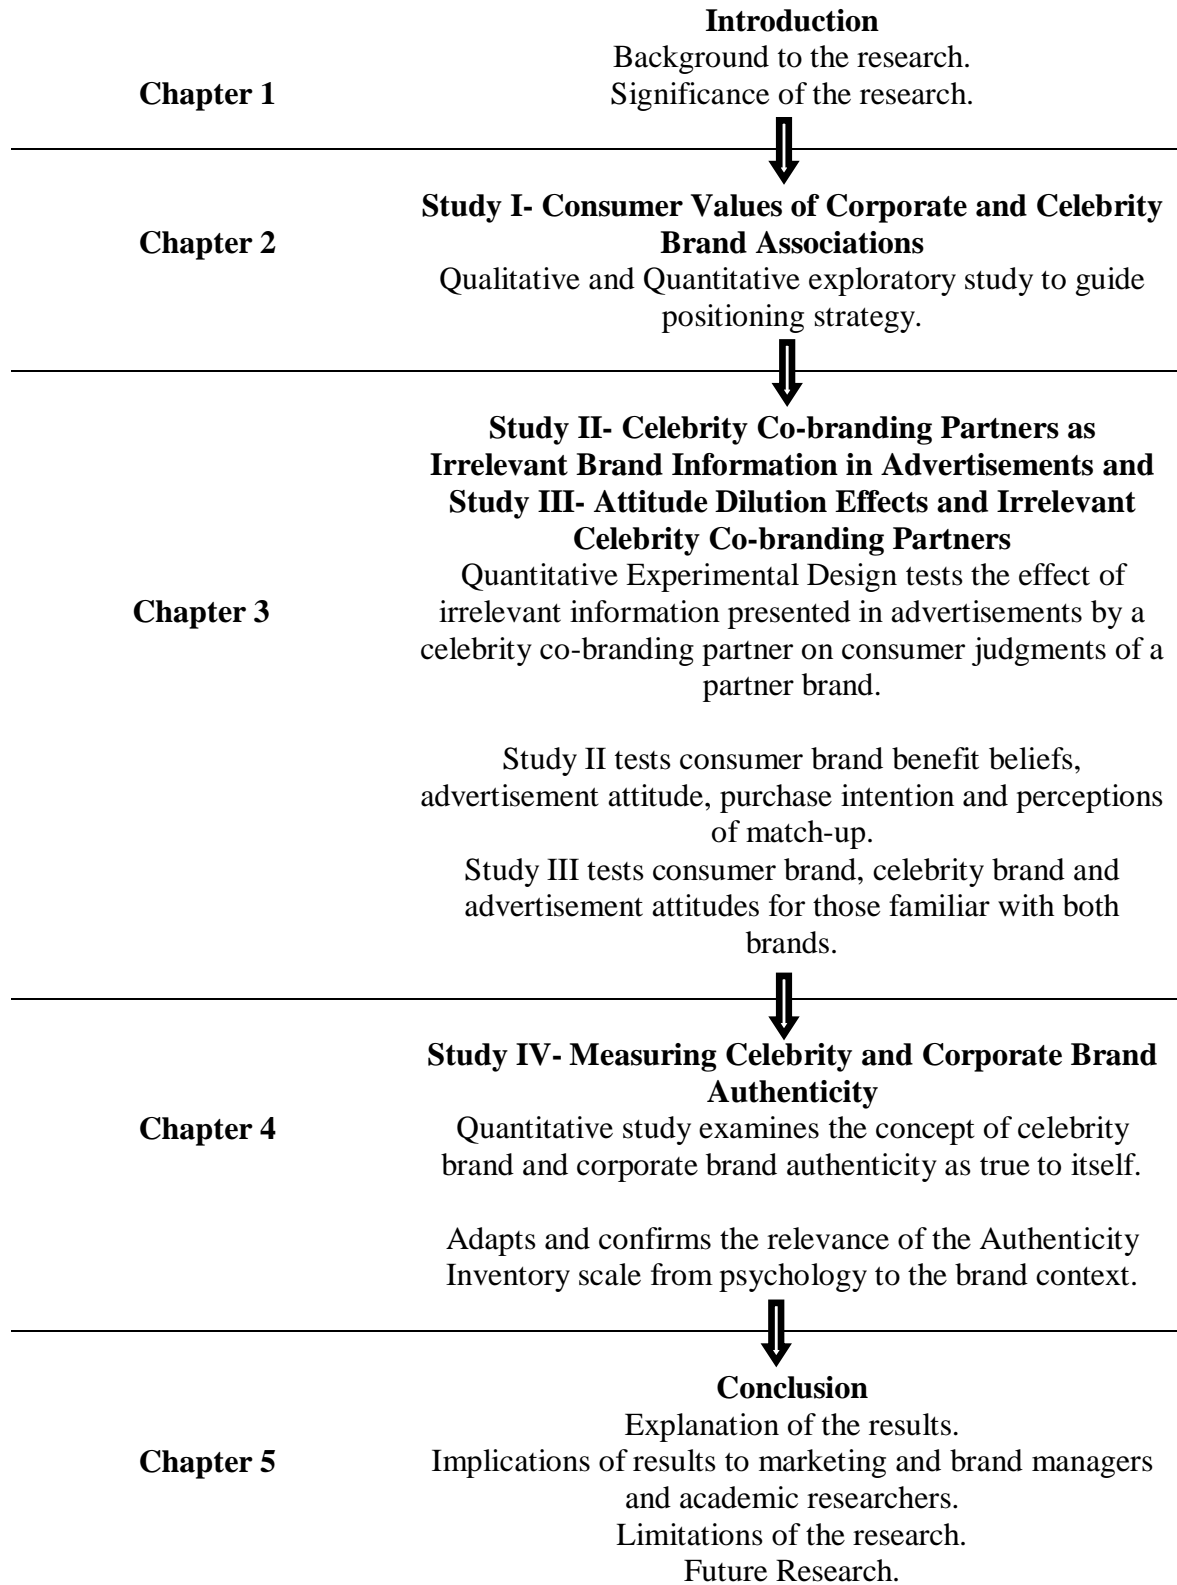 Introduction
Background to the research.
Chapter 1
Significance of the research.
Study I- Consumer Values of Corporate and Celebrity
Chapter 2
Brand Associations
Qualitative and Quantitative exploratory study to guide
positioning strategy.
Study II- Celebrity Co-branding Partners as
Irrelevant Brand Information in Advertisements and
Study III- Attitude Dilution Effects and Irrelevant
Celebrity Co-branding Partners
Quantitative Experimental Design tests the effect of
Chapter 3
irrelevant information presented in advertisements by a
celebrity co-branding partner on consumer judgments of a
partner brand.
Study II tests consumer brand benefit beliefs,
advertisement attitude, purchase intention and perceptions
of match-up.
Study III tests consumer brand, celebrity brand and
advertisement attitudes for those familiar with both
brands.
Study IV- Measuring Celebrity and Corporate Brand
Authenticity
Chapter 4
Quantitative study examines the concept of celebrity
brand and corporate brand authenticity as true to itself.
Adapts and confirms the relevance of the Authenticity
Inventory scale from psychology to the brand context.
Conclusion
Explanation of the results.
Chapter 5
Implications of results to marketing and brand managers
and academic researchers.
Limitations of the research.
Future Research.